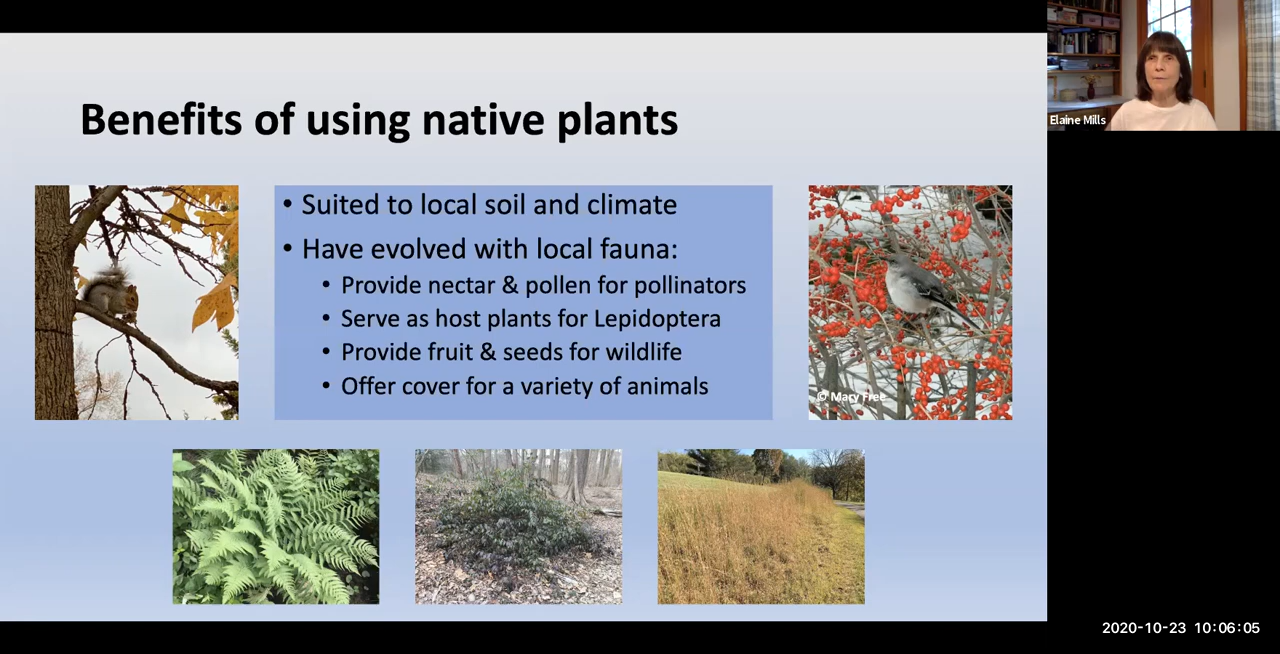 Benefits of using native plants
• Suited to local soil and climate
• Have evolved with local fauna:
• Provide nectar & pollen for pollinators
• Serve as host plants for Lepidoptera
• Provide fruit & seeds for wildlife
• Offer cover for a variety of animals
© Mary Free
Elaine Mills
2020-10-23 10:06:05